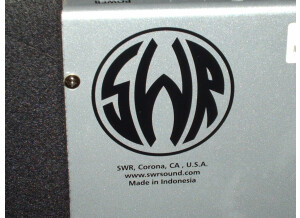 SWR
SWR, Corona, CA , U.S.A.
www.swrsound.com
Made in Indonesia